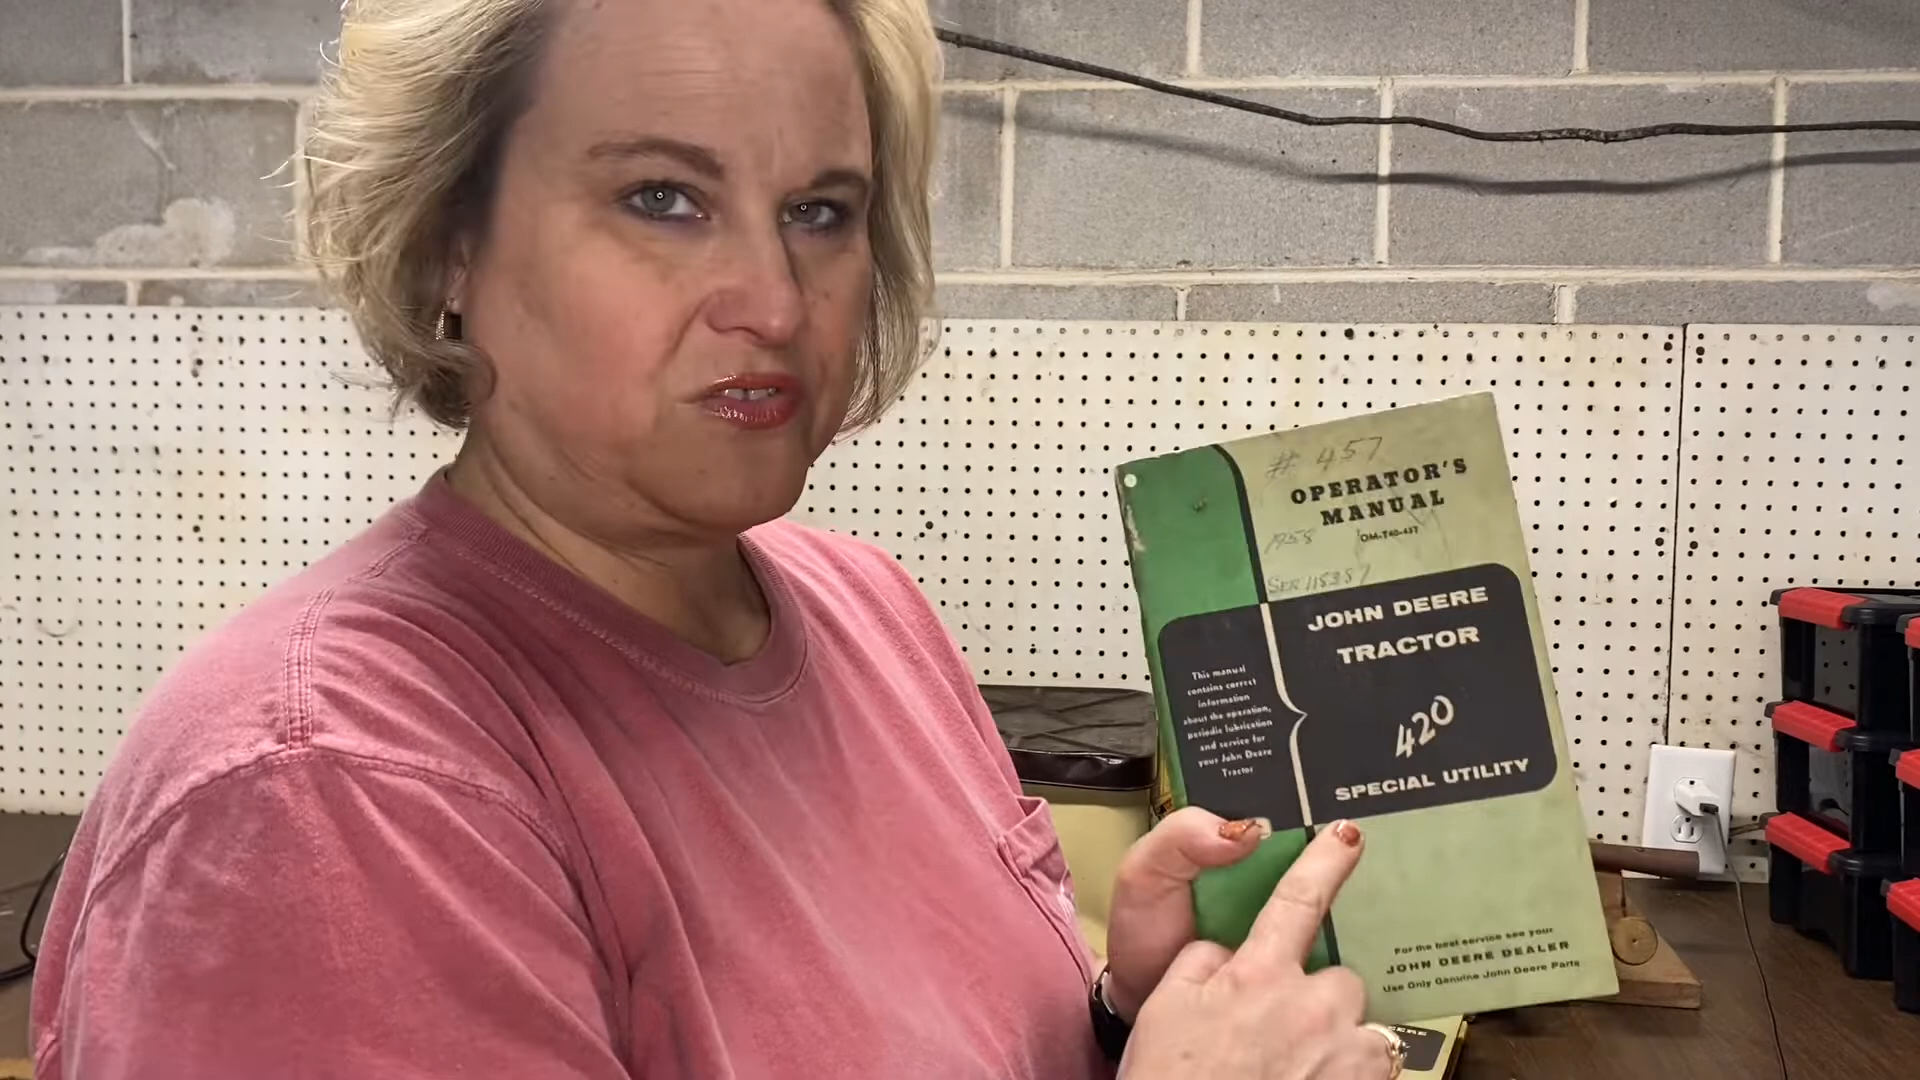 # 457
OPERATOR'S
MANUAL
OM-T40-457
1958
SER 115387
JOHN DEERE
TRACTOR
420
SPECIAL UTILITY
This manual
contains correct
information
about the operation,
periodic lubrication
and service for
your John Deere
Tractor
For the best service see your
JOHN DEERE DEALER
Use Only Genuine John Deere Parts